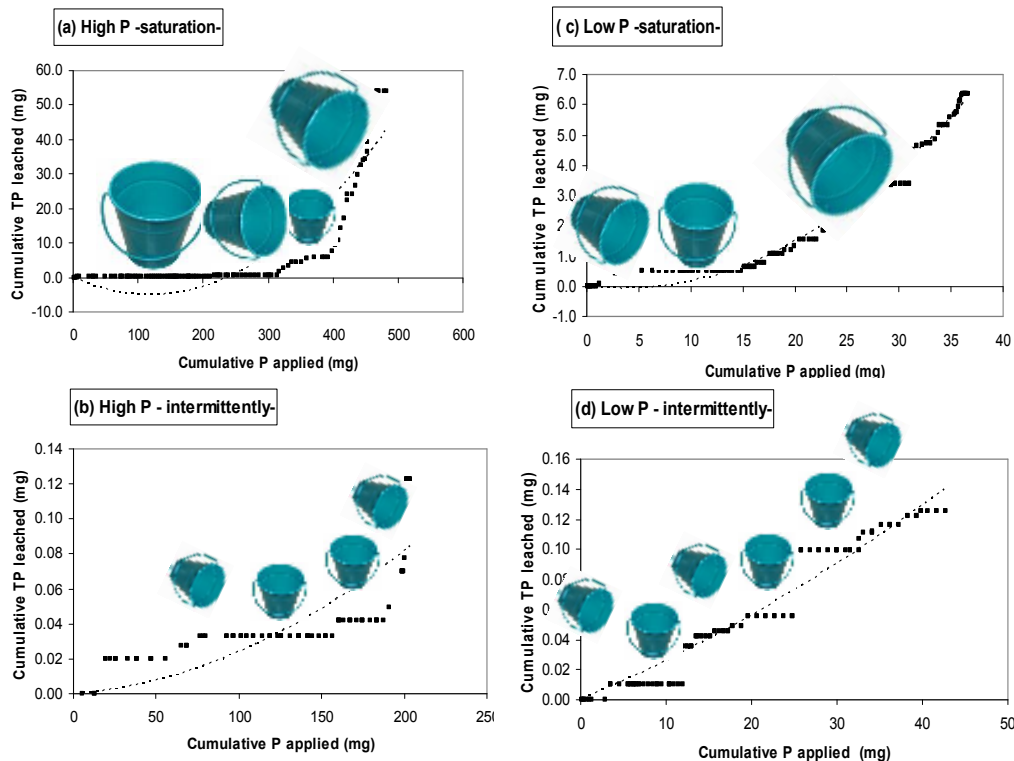 (a) High P -saturation-
60.0
50.0
40.0
30.0
20.0
10.0
0.0
-10.0
Cumulative TP leached (mg)
0 100 200 300 400 500 600
Cumulative P applied (mg)
( c) Low P -saturation-
7.0
6.0
5.0
4.0
3
2
1.0
0.0
-1.0
Cumulative TP leached (mg)
0 5 10 15 20 25 30 35 40
Cumulative P applied (mg)
(b) High P - intermittently-
0.14
0.12
0.10
0.08
0.06
0.04
0.02
0.00
Cumulative TP leached (mg)
0 50 100 150 200 250
Cumulative P applied (mg)
(d) Low P - intermittently-
0.16
0.14
0.12
0.10
0.08
0.0
0.04
0.02
0.00
Cumulative TP leached (mg)
0 10 20 30 40 50
Cumulative P applied (mg)